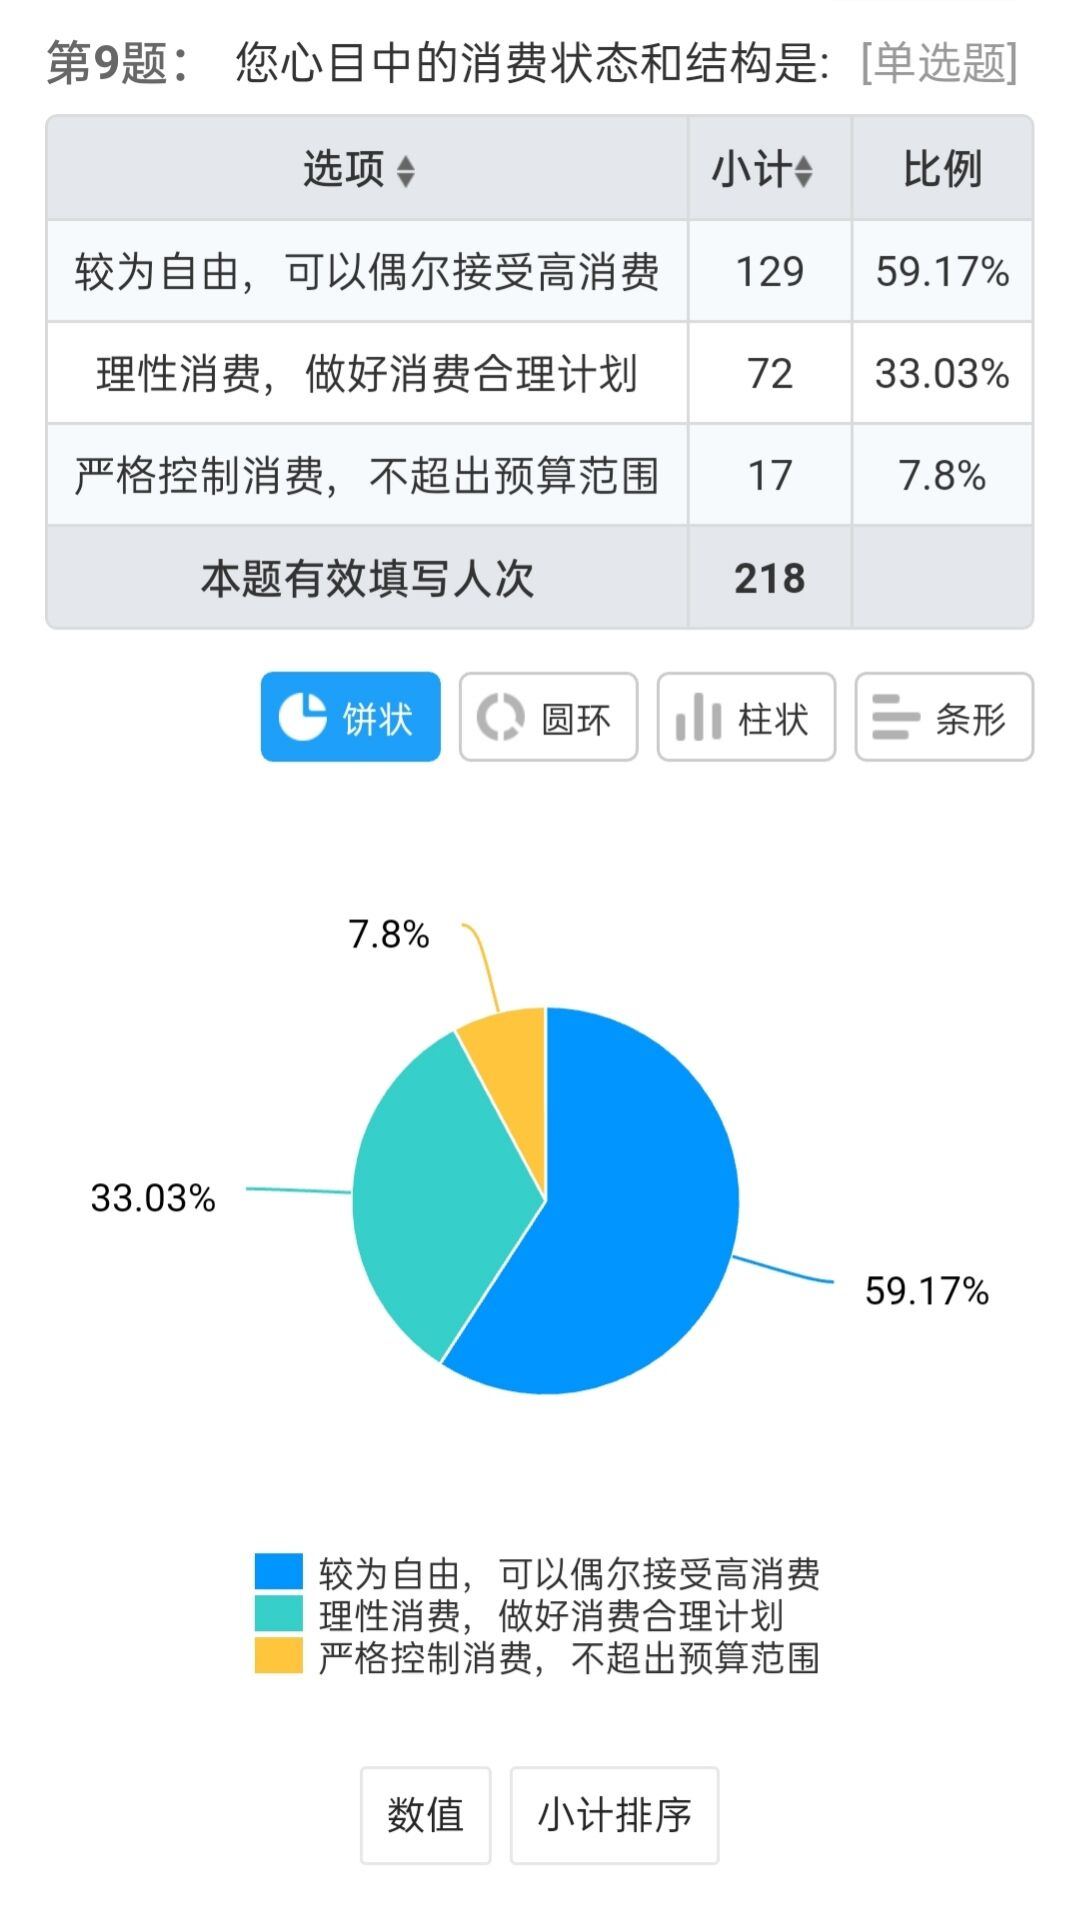 第9题： 您心目中的消费状态和结构是: [单选题]
选项 小计 比例
较为自由，可以偶尔接受高消费 129 59.17%
理性消费，做好消费合理计划 72 33.03%
严格控制消费，不超出预算范围 17 7.8%
本题有效填写人次 218
饼状 圆环 柱状 条形
7.8%
33.03%
59.17%
较为自由，可以偶尔接受高消费
理性消费，做好消费合理计划
严格控制消费，不超出预算范围
数值 小计排序